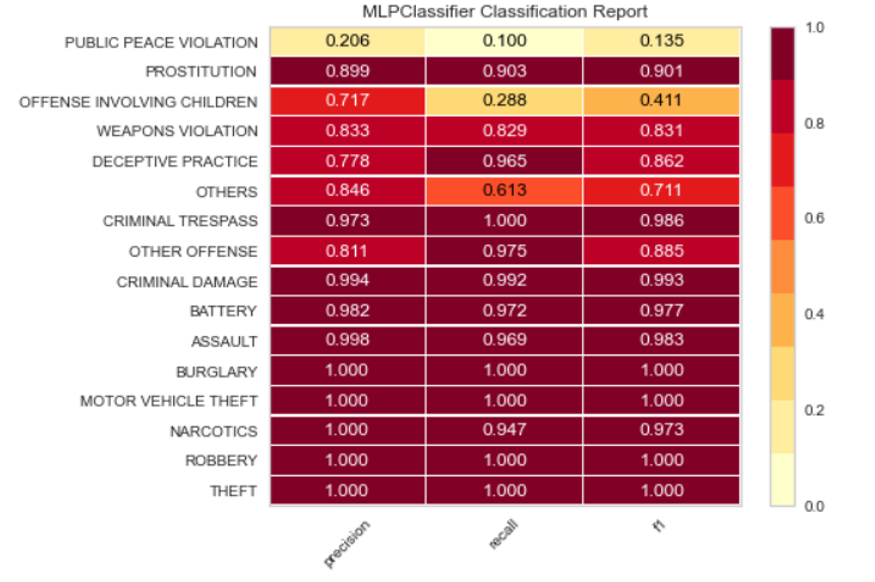 MLPClassifier Classification Report
PUBLIC PEACE VIOLATION 0.206 0.100 0.135
PROSTITUTION 0.899 0.903 0.901
OFFENSE INVOLVING CHILDREN 0.717 0.288 0.411
WEAPONS VIOLATION 0.833 0.829 0.831
DECEPTIVE PRACTICE 0.778 0.965 0.862
OTHERS 0.846 0.613 0.711
CRIMINAL TRESPASS 0.973 1.000 0.986
OTHER OFFENSE 0.811 0.975 0.885
CRIMINAL DAMAGE 0.994 0.992 0.993
BATTERY 0.982 0.972 0.977
ASSAULT 0.998 0.969 0.983
BURGLARY 1.000 1.000 1.000
MOTOR VEHICLE THEFT 1.000 1.000 1.000
NARCOTICS 1.000 0.947 0.973
ROBBERY 1.000 1.000 1.000
THEFT 1.000 1.000 1.000
precision recall f1
1.0
0.8
0.6
0.4
0.2
0.0